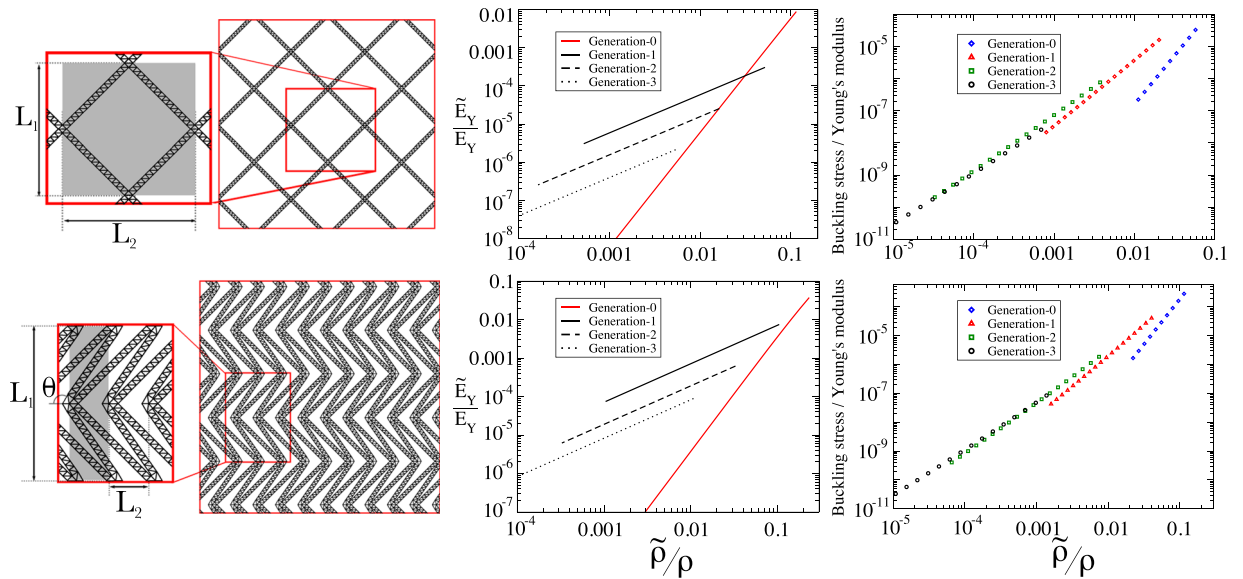 L1
L2
0.01
0.001
10-4
10-5
10-6
10-7
10-8
ẼY
EY
Generation-0
Generation-1
Generation-2
Generation-3
10-4
0.001
0.01
0.1
Buckling stress / Young's modulus
10-5
10-7
10-9
10-11
Generation-0
Generation-1
Generation-2
Generation-3
10-5
10-4
0.001
0.01
0.1
L1
θ
L2
0.1
0.01
0.001
10-4
10-5
10-6
10-7
ẼY
EY
Generation-0
Generation-1
Generation-2
Generation-3
10-4
0.001
0.01
0.1
ρ̃/ρ
Buckling stress / Young's modulus
10-5
10-7
10-9
10-11
Generation-0
Generation-1
Generation-2
Generation-3
10-5
10-4
0.001
0.01
0.1
ρ̃/ρ